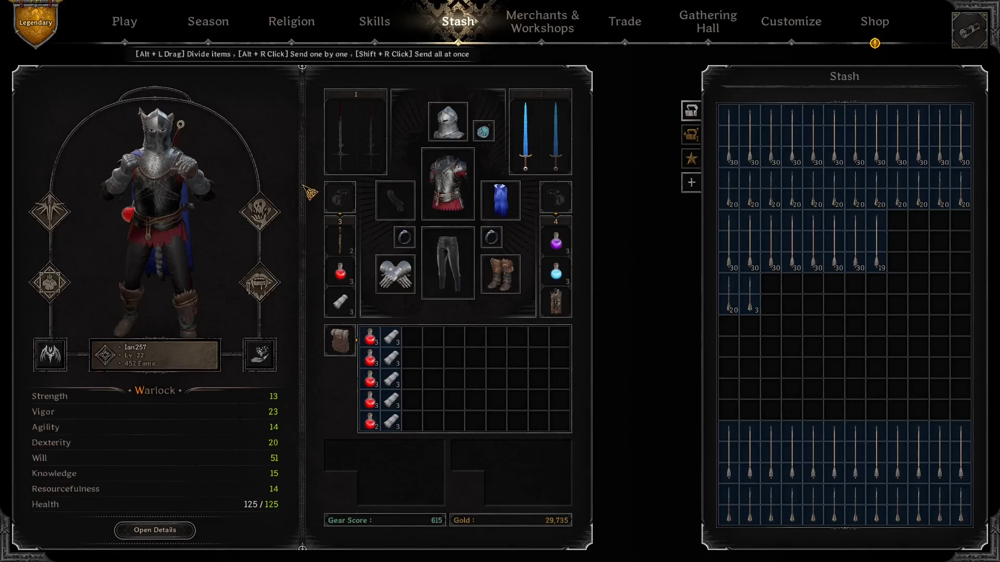 Legendary
Play
Season
Religion
Skills
Stash
Merchants &
Workshops
Trade
Gathering
Hall
Customize
Shop
[Alt + L Drag] Divide items , [Alt + R Click] Send one by one , [Shift + R Click] Send all at once
1
2
3
2
3
3
4
3
3
Ian257
Lv. 22
452 Fame
Warlock
Strength 13
Vigor 23
Agility 14
Dexterity 20
Will 51
Knowledge 15
Resourcefulness 14
Health 125 / 125
Open Details
3 3
3 3
3 3
3 3
2 3
Gear Score : 615
Gold : 29,735
Stash
30 30 30 30 30 30 30 30 30 30 30 30
20 20 20 20 20 20 20 20 20 20 20 20
30 30 30 30 30 30 30 19
20 3